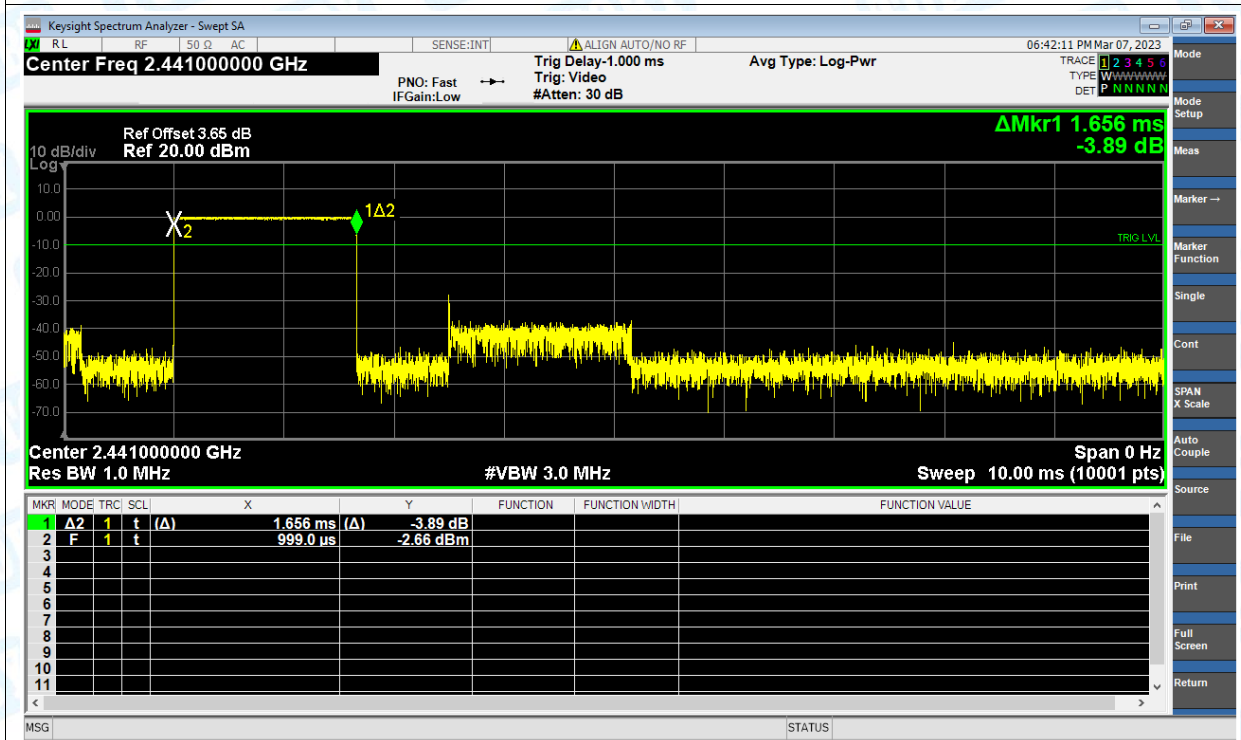 Keysight Spectrum Analyzer - Swept SA
LXI RL RF 50 Ω AC SENSE:INT ALIGN AUTO/NO RF 06:42:11 PM Mar 07, 2023
Center Freq 2.441000000 GHz
PNO: Fast
IFGain:Low
Trig Delay-1.000 ms
Trig: Video
#Atten: 30 dB
Avg Type: Log-Pwr
TRACE 1 2 3 4 5 6
TYPE WWWWWW
DET P N N N N N
ΔMkr1 1.656 ms
-3.89 dB
Ref Offset 3.65 dB
10 dB/div Ref 20.00 dBm
Log
10.0
0.00
-10.0
-20.0
-30.0
-40.0
-50.0
-60.0
-70.0
1Δ2
2
TRIG LVL
Center 2.441000000 GHz Span 0 Hz
Res BW 1.0 MHz #VBW 3.0 MHz Sweep 10.00 ms (10001 pts)
MKR MODE TRC SCL X Y FUNCTION FUNCTION WIDTH FUNCTION VALUE
1 Δ2 1 t (Δ) 1.656 ms (Δ) -3.89 dB
2 F 1 t 999.0 µs -2.66 dBm
3
4
5
6
7
8
9
10
11
MSG STATUS
Mode
Mode
Setup
Meas
Marker →
Marker
Function
Single
Cont
SPAN
X Scale
Auto
Couple
Source
File
Print
Full
Screen
Return